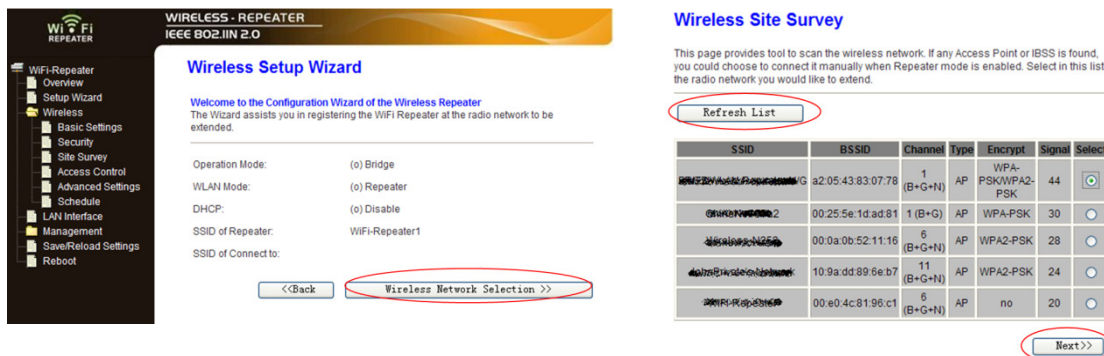 Wi Fi
REPEATER
WIRELESS - REPEATER
IEEE 802.11N 2.0
WiFi-Repeater
Overview
Setup Wizard
Wireless
Basic Settings
Security
Site Survey
Access Control
Advanced Settings
Schedule
LAN Interface
Management
Save/Reload Settings
Reboot
Wireless Setup Wizard
Welcome to the Configuration Wizard of the Wireless Repeater
The Wizard assists you in registering the WiFi Repeater at the radio network to be
extended.
Operation Mode: (o) Bridge
WLAN Mode: (o) Repeater
DHCP: (o) Disable
SSID of Repeater: WiFi-Repeater1
SSID of Connect to:
<<Back
Wireless Network Selection >>
Wireless Site Survey
This page provides tool to scan the wireless network. If any Access Point or IBSS is found,
you could choose to connect it manually when Repeater mode is enabled. Select in this list
the radio network you would like to extend.
Refresh List
SSID BSSID Channel Type Encrypt Signal Select
a2:05:43:83:07:78 1 (B+G+N) AP WPA-PSK/WPA2-PSK 44
00:25:5e:1d:ad:81 1 (B+G) AP WPA-PSK 30
00:0a:0b:52:11:16 6 (B+G+N) AP WPA2-PSK 28
10:9a:dd:89:6e:b7 11 (B+G+N) AP WPA2-PSK 24
00:e0:4c:81:96:c1 6 (B+G+N) AP no 20
Next>>